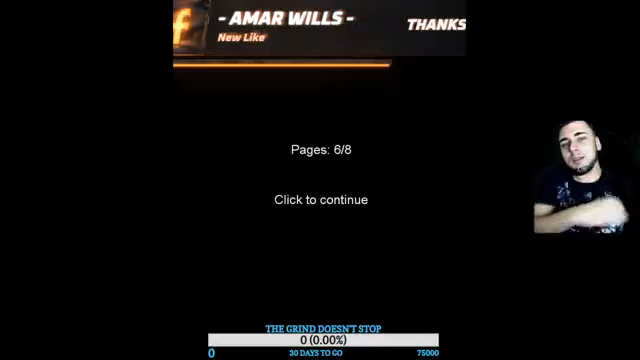 - AMAR WILLS -
New Like
THANKS
Pages: 6/8
Click to continue
THE GRIND DOESN'T STOP
0 (0.00%)
0
30 DAYS TO GO
75000